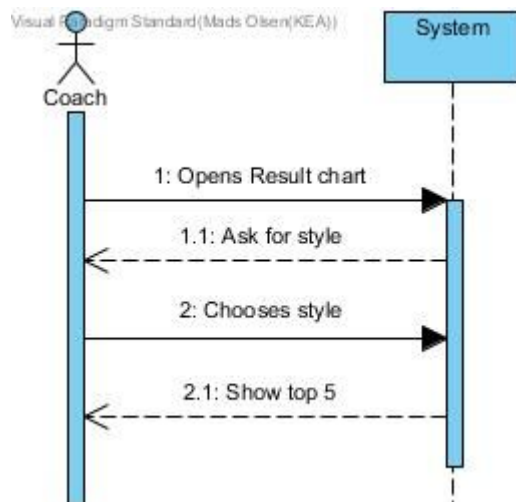 Visual Paradigm Standard(Mads Olsen(KEA))
System
Coach
1: Opens Result chart
1.1: Ask for style
2: Chooses style
2.1: Show top 5